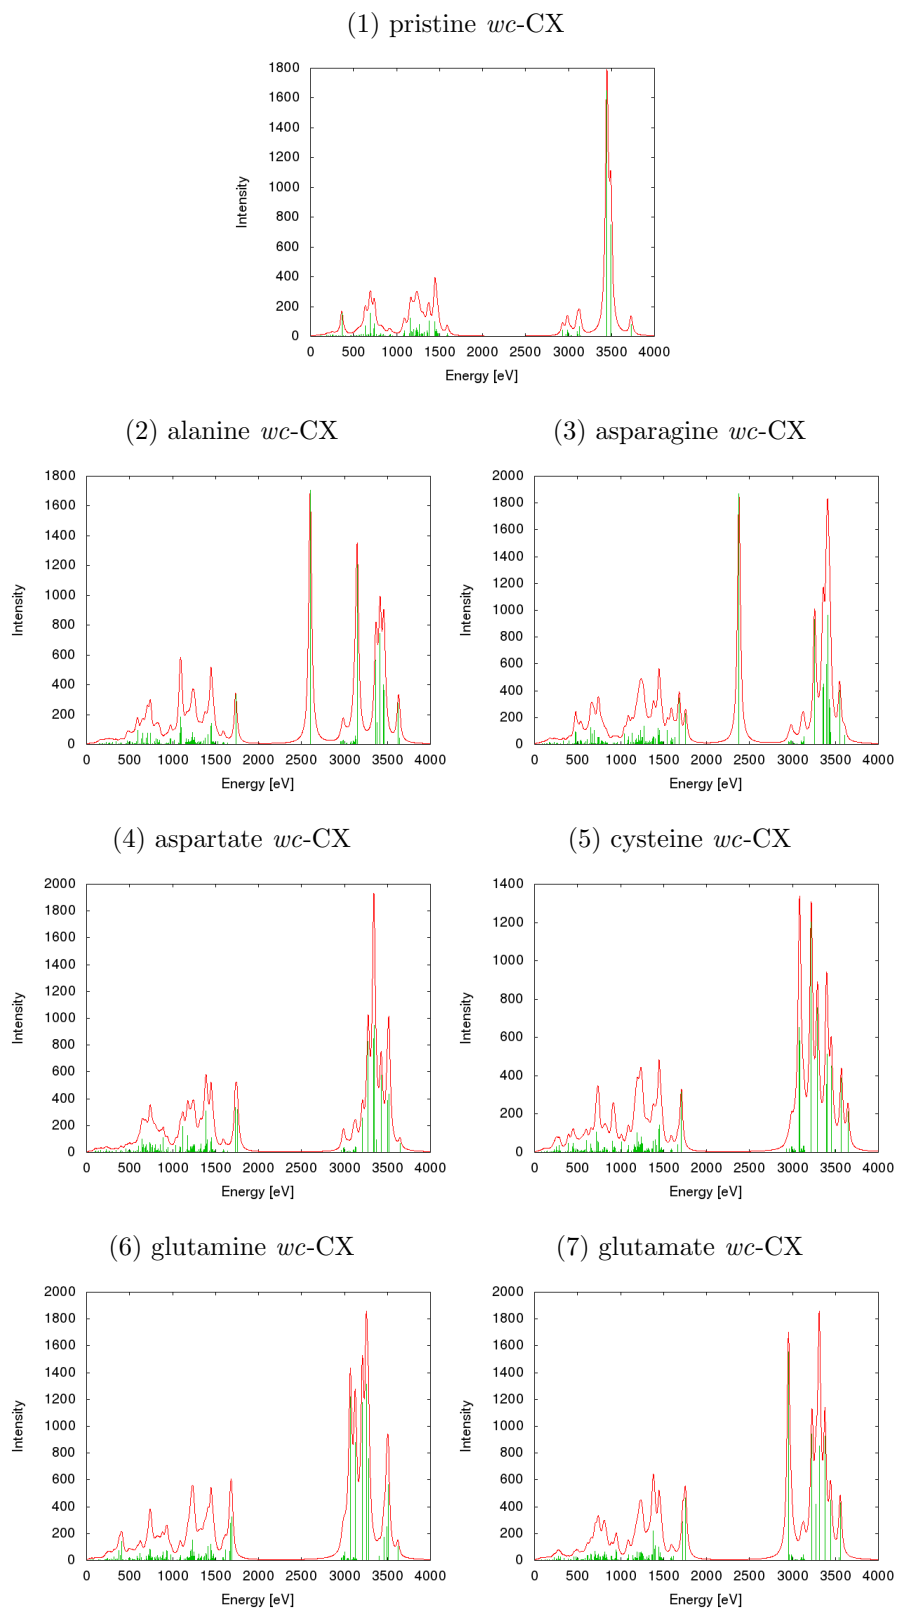 (1) pristine wc-CX
1800
1600
1400
1200
1000
800
600
400
200
0
Intensity
0 500 1000 1500 2000 2500 3000 3500 4000
Energy [eV]
(2) alanine wc-CX
(3) asparagine wc-CX
1800
1600
1400
1200
1000
800
600
400
200
0
Intensity
0 500 1000 1500 2000 2500 3000 3500 4000
Energy [eV]
2000
1800
1600
1400
1200
1000
800
600
400
200
0
Intensity
0 500 1000 1500 2000 2500 3000 3500 4000
Energy [eV]
(4) aspartate wc-CX
(5) cysteine wc-CX
2000
1800
1600
1400
1200
1000
800
600
400
200
0
Intensity
0 500 1000 1500 2000 2500 3000 3500 4000
Energy [eV]
1400
1200
1000
800
600
400
200
0
Intensity
0 500 1000 1500 2000 2500 3000 3500 4000
Energy [eV]
(6) glutamine wc-CX
(7) glutamate wc-CX
2000
1800
1600
1400
1200
1000
800
600
400
200
0
Intensity
0 500 1000 1500 2000 2500 3000 3500 4000
Energy [eV]
2000
1800
1600
1400
1200
1000
800
600
400
200
0
Intensity
0 500 1000 1500 2000 2500 3000 3500 4000
Energy [eV]